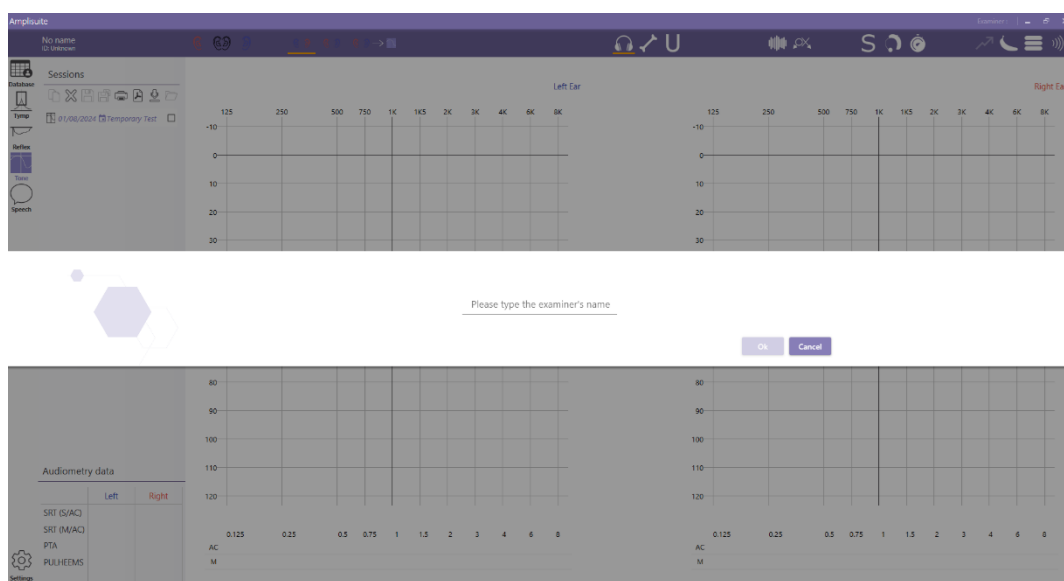 Amplisuite
Examiner:
No name
ID: Unknown
S
Database
Sessions
Tymp
01/08/2024 Temporary Test
Reflex
Tone
Speech
Left Ear
Right Ea
125 250 500 750 1K 1K5 2K 3K 4K 6K 8K
125 250 500 750 1K 1K5 2K 3K 4K 6K 8K
-10 -10
0 0
10 10
20 20
30 30
Please type the examiner's name
Ok Cancel
80 80
90 90
100 100
110 110
120 120
Audiometry data
Left Right
SRT (S/AC)
SRT (M/AC)
PTA
PULHEEMS
0.125 0.25 0.5 0.75 1 1.5 2 3 4 6 8
0.125 0.25 0.5 0.75 1 1.5 2 3 4 6 8
AC AC
M M
Settings